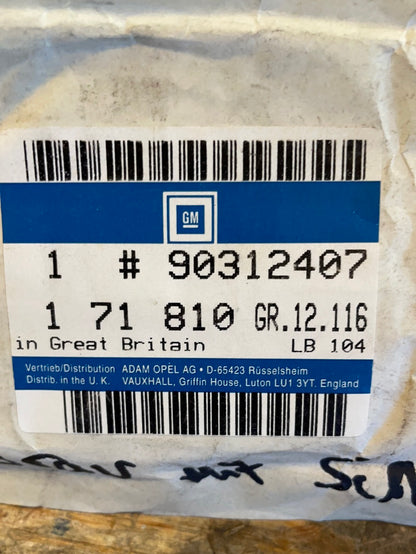 GM
1 # 90312407
1 71 810 GR.12.116
in Great Britain LB 104
Vertrieb/Distribution ADAM OPEL AG • D-65423 Rüsselsheim
Distrib. in the U. K. VAUXHALL, Griffin House, Luton LU1 3YT. England
mit